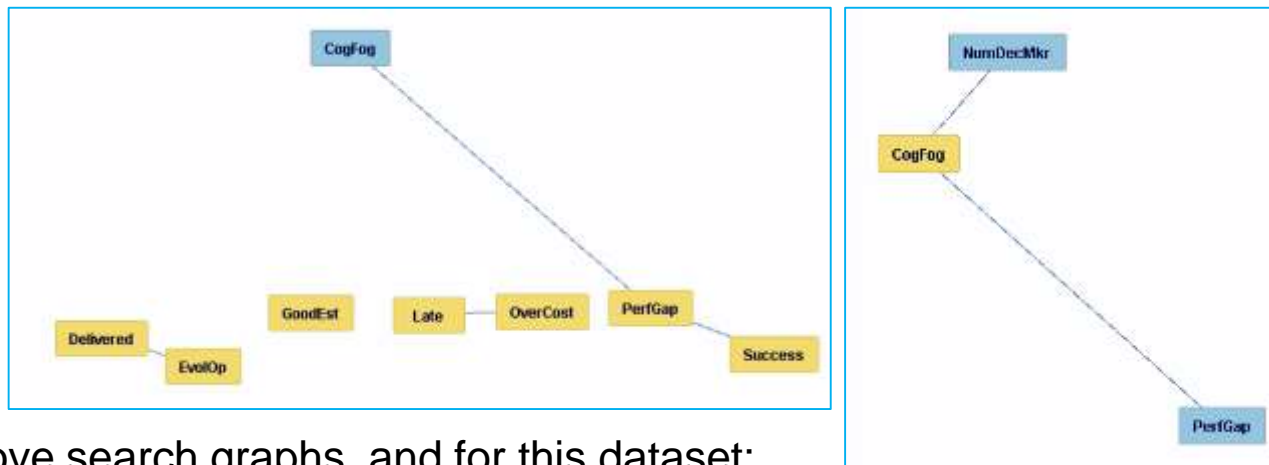 CogFog
GoodEst
Late
OverCost
PerfGap
Delivered
EvolOp
Success
NumDecMkr
CogFog
PerfGap
ove search graphs, and for this dataset: